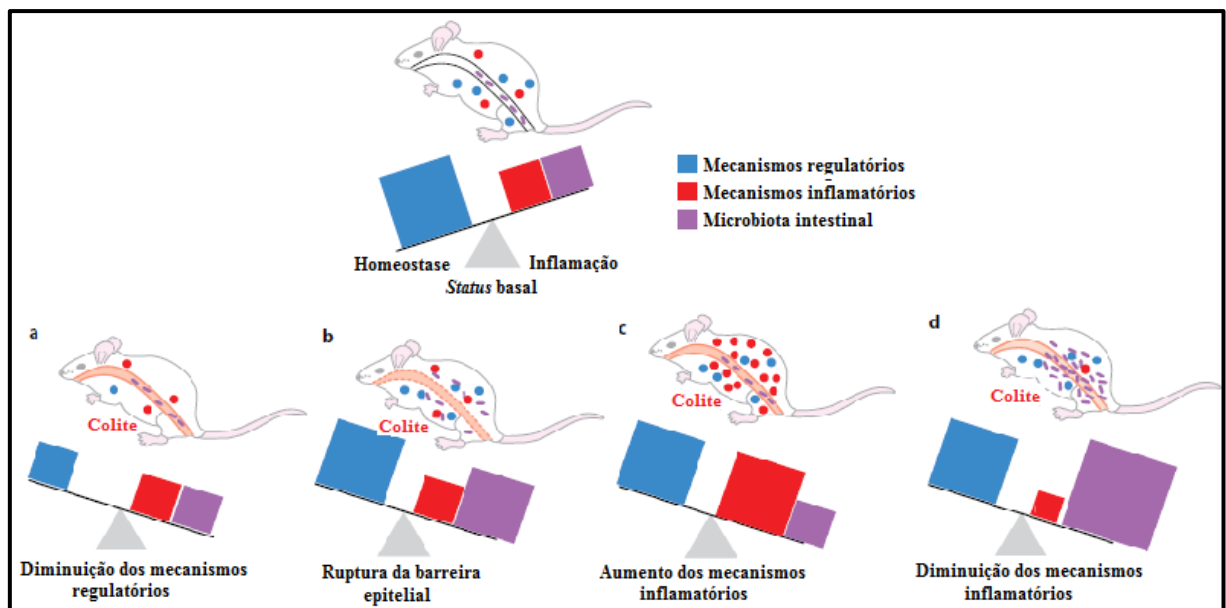 Mecanismos regulatórios
Mecanismos inflamatórios
Microbiota intestinal
Homeostase
Inflamação
Status basal
a
Colite
Diminuição dos mecanismos
regulatórios
b
Colite
Ruptura da barreira
epitelial
c
Colite
Aumento dos mecanismos
inflamatórios
d
Colite
Diminuição dos mecanismos
inflamatórios